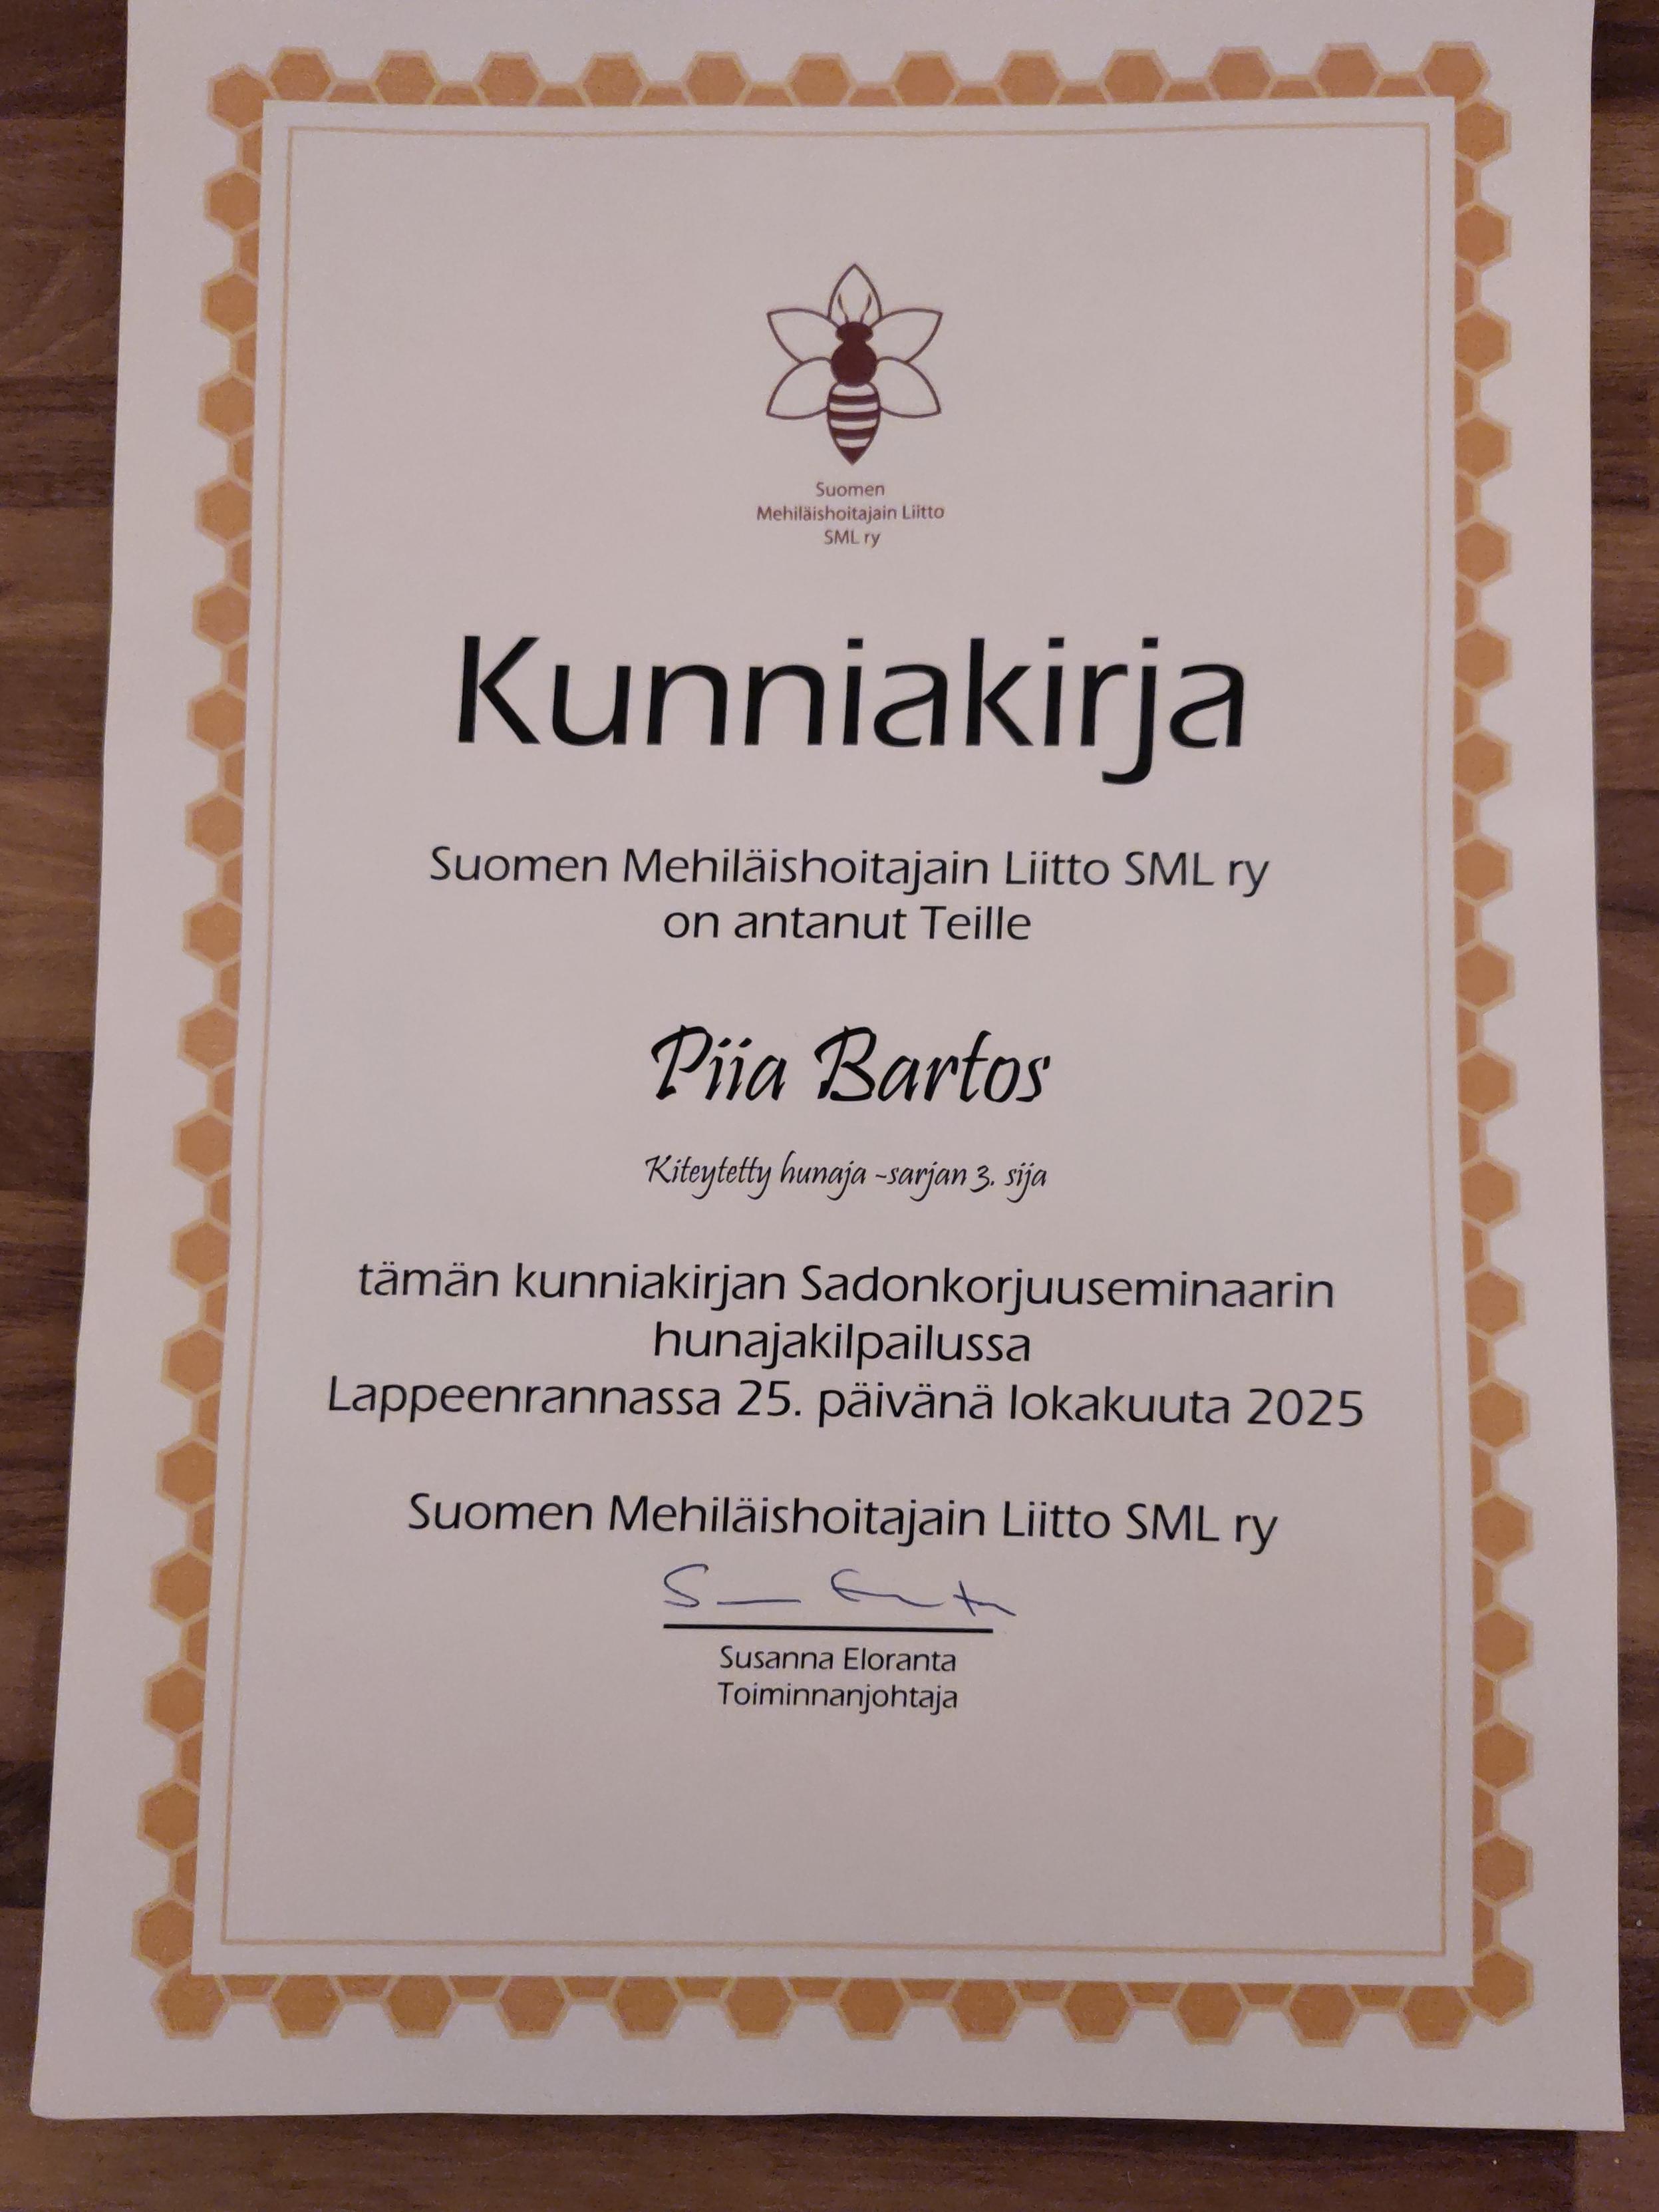 Suomen
Mehiläishoitajain Liitto
SML ry
Kunniakirja
Suomen Mehiläishoitajain Liitto SML ry
on antanut Teille
Piia Bartos
Kiteytetty hunaja -sarjan 3. sija
tämän kunniakirjan Sadonkorjuuseminaarin
hunajakilpailussa
Lappeenrannassa 25. päivänä lokakuuta 2025
Suomen Mehiläishoitajain Liitto SML ry
Susanna Eloranta
Toiminnanjohtaja